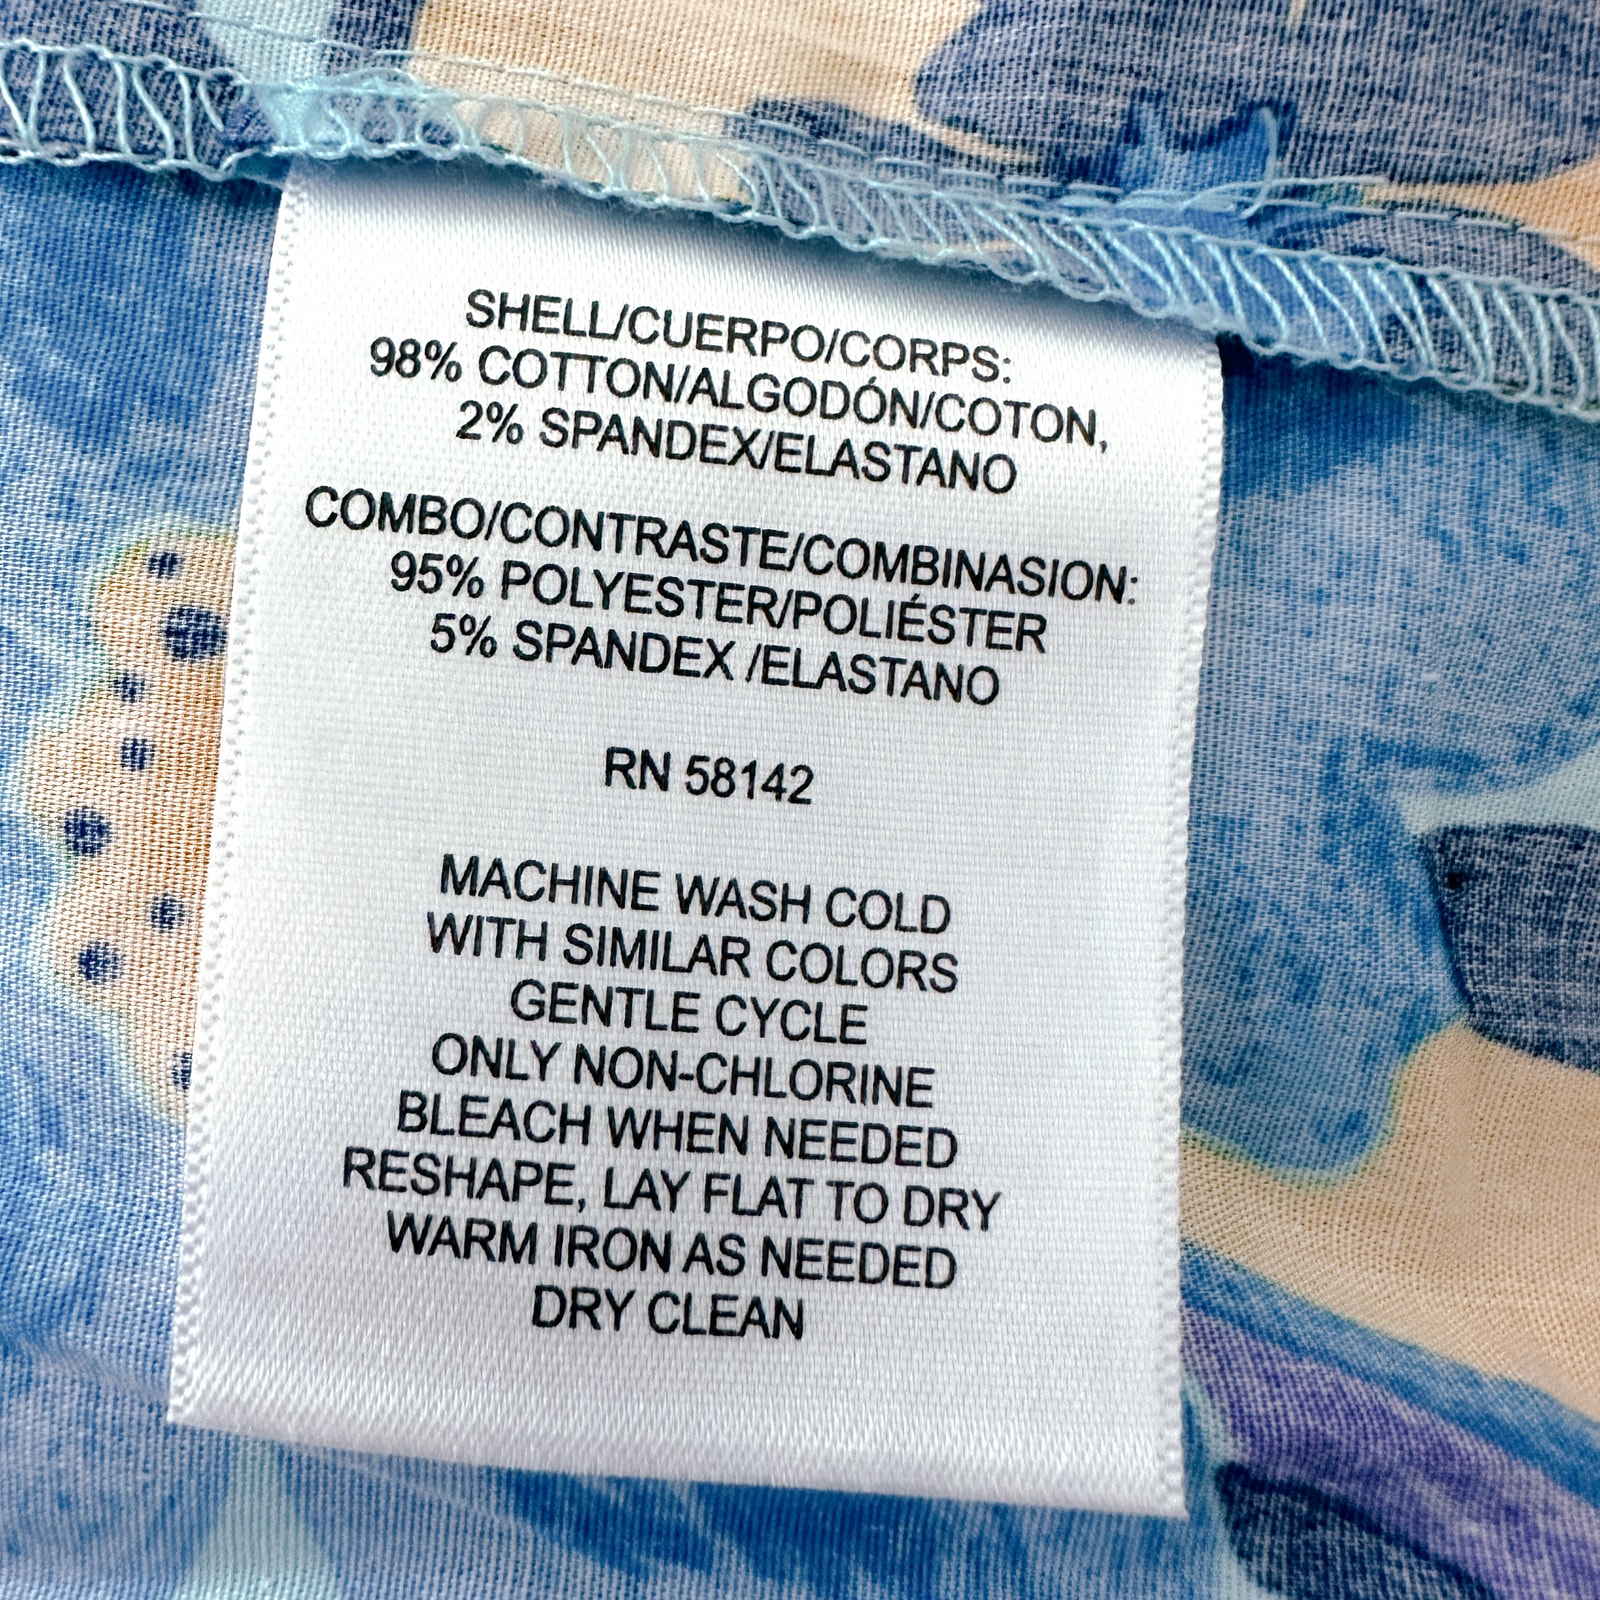 SHELL/CUERPO/CORPS:
98% COTTON/ALGODÓN/COTON,
2% SPANDEX/ELASTANO
COMBO/CONTRASTE/COMBINASION:
95% POLYESTER/POLIÉSTER
5% SPANDEX /ELASTANO
RN 58142
MACHINE WASH COLD
WITH SIMILAR COLORS
GENTLE CYCLE
ONLY NON-CHLORINE
BLEACH WHEN NEEDED
RESHAPE, LAY FLAT TO DRY
WARM IRON AS NEEDED
DRY CLEAN